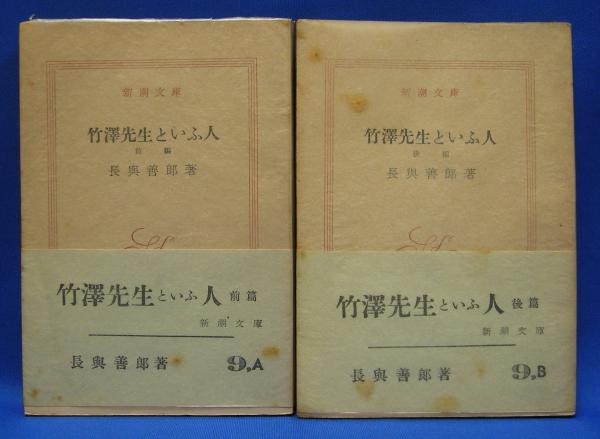 新潮文庫
竹澤先生といふ人
前編
長與善郎著
竹澤先生といふ人 前篇
新潮文庫
長與善郎著 9.A
新潮文庫
竹澤先生といふ人
後編
長與善郎著
竹澤先生といふ人 後篇
新潮文庫
長與善郎著 9.B